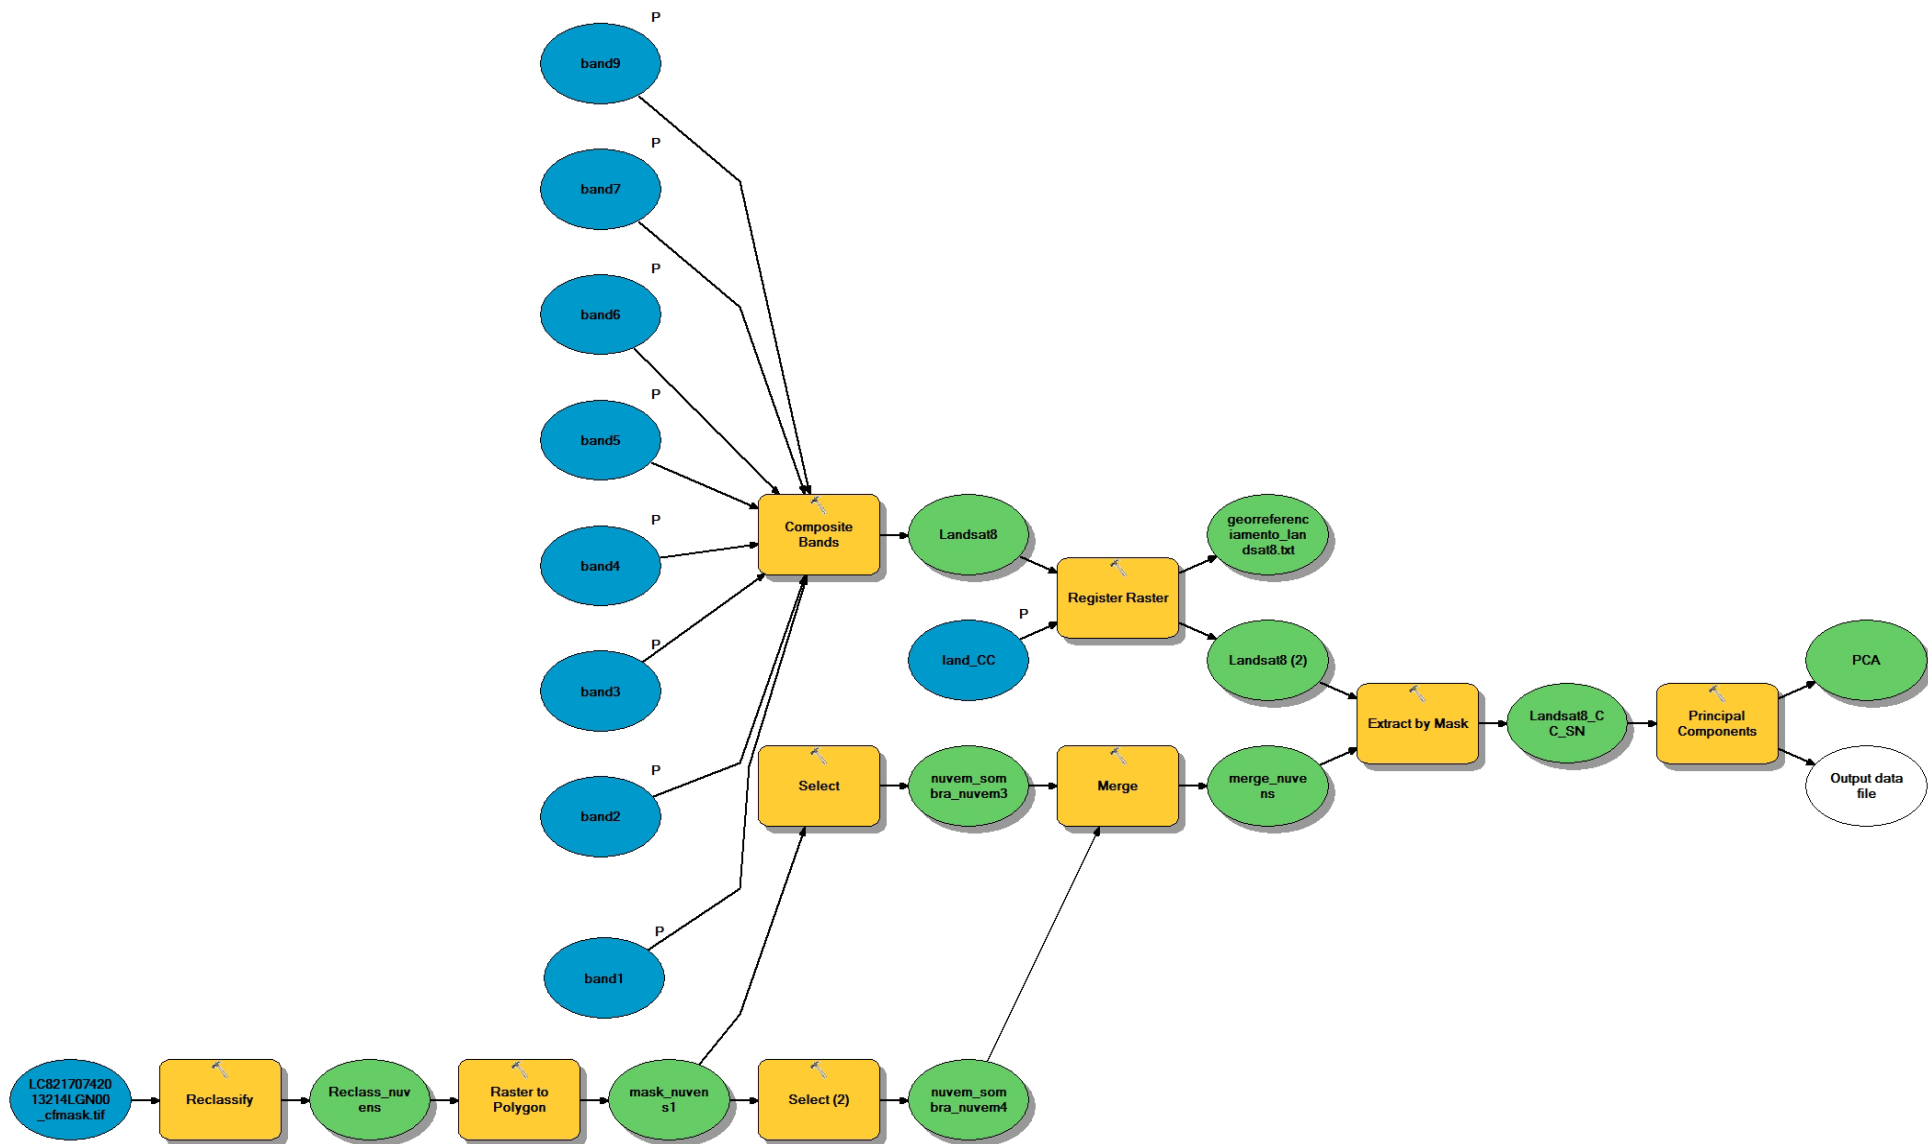 P
band9
P
band7
P
band6
P
band5
P
band4
P
band3
P
band2
P
band1
Composite
Bands
Landsat8
P
land_CC
Register Raster
georreferenc
iamento_lan
dsat8.txt
Landsat8 (2)
Select
nuvem_som
bra_nuvem3
Merge
merge_nuve
ns
Extract by Mask
Landsat8_C
C_SN
Principal
Components
PCA
Output data
file
LC821707420
13214LGN00
_cfmask.tif
Reclassify
Reclass_nuv
ens
Raster to
Polygon
mask_nuven
s1
Select (2)
nuvem_som
bra_nuvem4